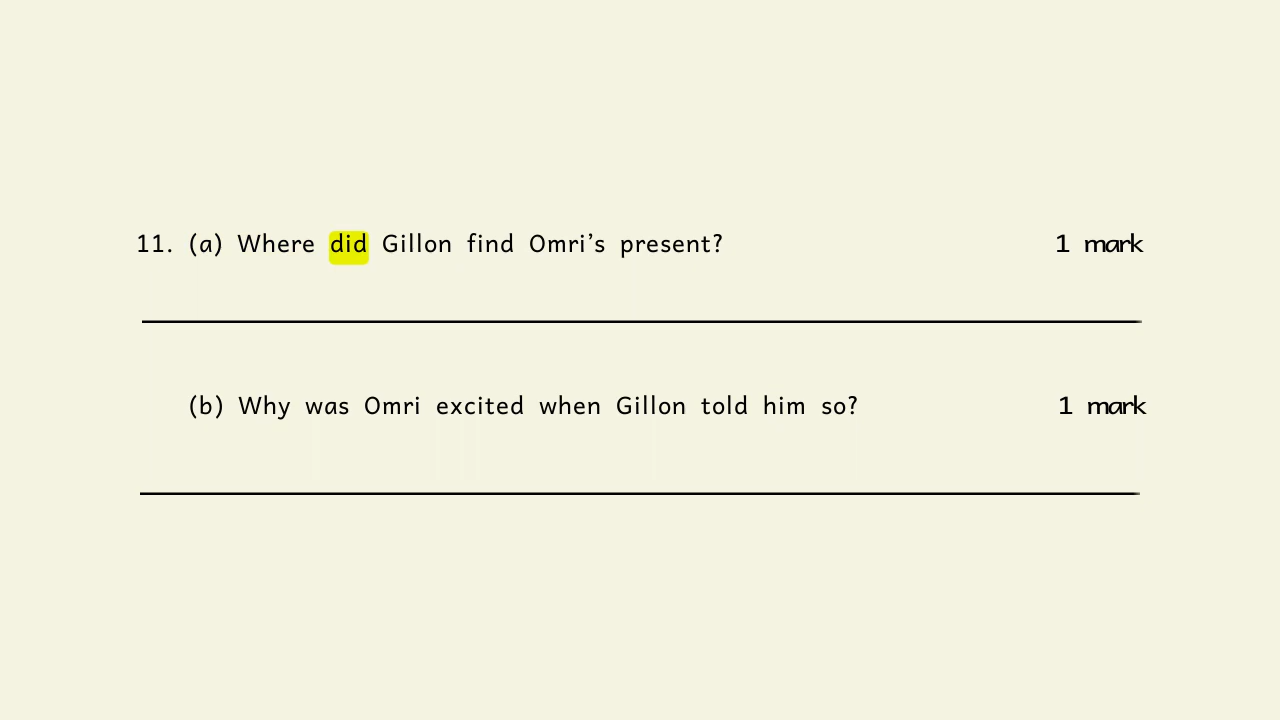 11. (a) Where did Gillon find Omri’s present? 1 mark
(b) Why was Omri excited when Gillon told him so? 1 mark